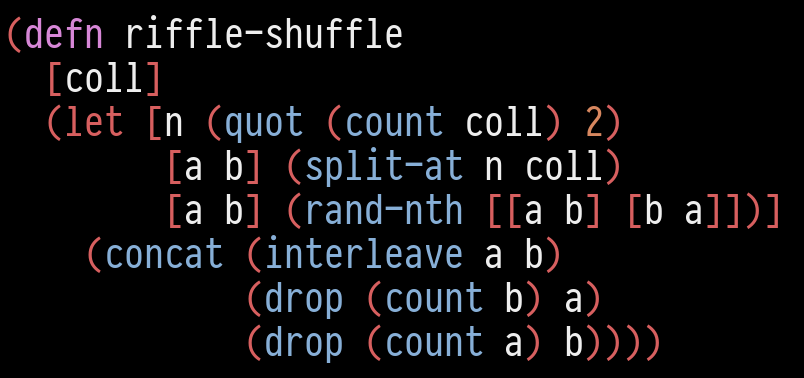 (defn riffle-shuffle
  [coll]
  (let [n (quot (count coll) 2)
        [a b] (split-at n coll)
        [a b] (rand-nth [[a b] [b a]])]
    (concat (interleave a b)
            (drop (count b) a)
            (drop (count a) b))))